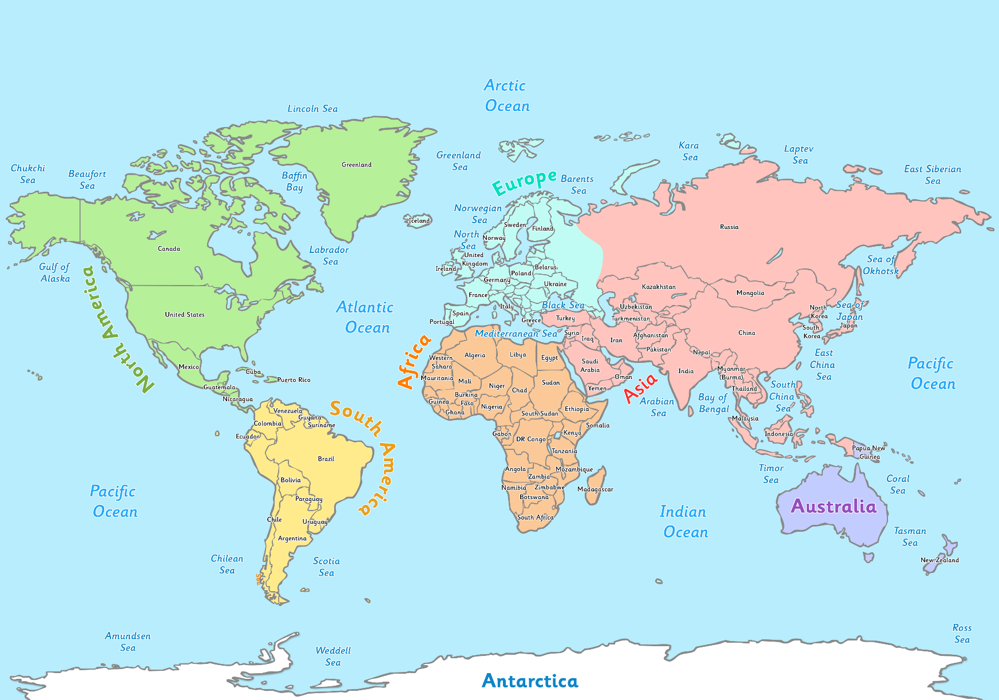 Arctic
Ocean
Lincoln Sea
Greenland
Sea
Kara
Sea
Laptev
Sea
Chukchi
Sea
Beaufort
Sea
Baffin
Bay
Greenland
Europe
Barents
Sea
East Siberian
Sea
Norwegian
Sea
Iceland
Sweden
Finland
Norway
North
Sea
Russia
Canada
Labrador
Sea
United
Kingdom
Ireland
Belarus
Poland
Germany
Ukraine
France
Gulf of
Alaska
Sea of
Okhotsk
Kazakhstan
Mongolia
North America
United States
Atlantic
Ocean
Italy
Spain
Portugal
Greece
Black Sea
Turkey
Uzbekistan
Turkmenistan
North
Korea
South
Korea
Sea of
Japan
Japan
Mediterranean Sea
Syria
Iraq
Iran
Afghanistan
Pakistan
China
Nepal
East
China
Sea
Pacific
Ocean
Africa
Western
Sahara
Algeria
Libya
Egypt
Saudi
Arabia
Oman
Yemen
Asia
India
Myanmar
(Burma)
Thailand
South
China
Sea
Mexico
Cuba
Puerto Rico
Guatemala
Nicaragua
Mauritania
Mali
Niger
Chad
Sudan
Burkina
Faso
Guinea
Ghana
Nigeria
South Sudan
Ethiopia
Somalia
Arabian
Sea
Bay of
Bengal
Malaysia
Indonesia
Papua New
Guinea
South America
Venezuela
Guyana
Suriname
Colombia
Ecuador
Brazil
Bolivia
Paraguay
Chile
Uruguay
Argentina
Gabon
DR Congo
Kenya
Tanzania
Angola
Zambia
Mozambique
Namibia
Zimbabwe
Botswana
Madagascar
South Africa
Timor
Sea
Coral
Sea
Australia
Pacific
Ocean
Indian
Ocean
Tasman
Sea
New Zealand
Chilean
Sea
Scotia
Sea
Sou
Amundsen
Sea
Weddell
Sea
Ross
Sea
Antarctica